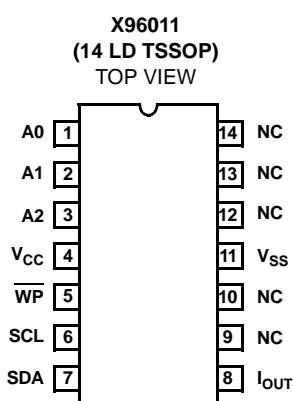 X96011
(14 LD TSSOP)
TOP VIEW
A0 1 14 NC
A1 2 13 NC
A2 3 12 NC
VCC 4 11 VSS
W̅P̅ 5 10 NC
SCL 6 9 NC
SDA 7 8 IOUT